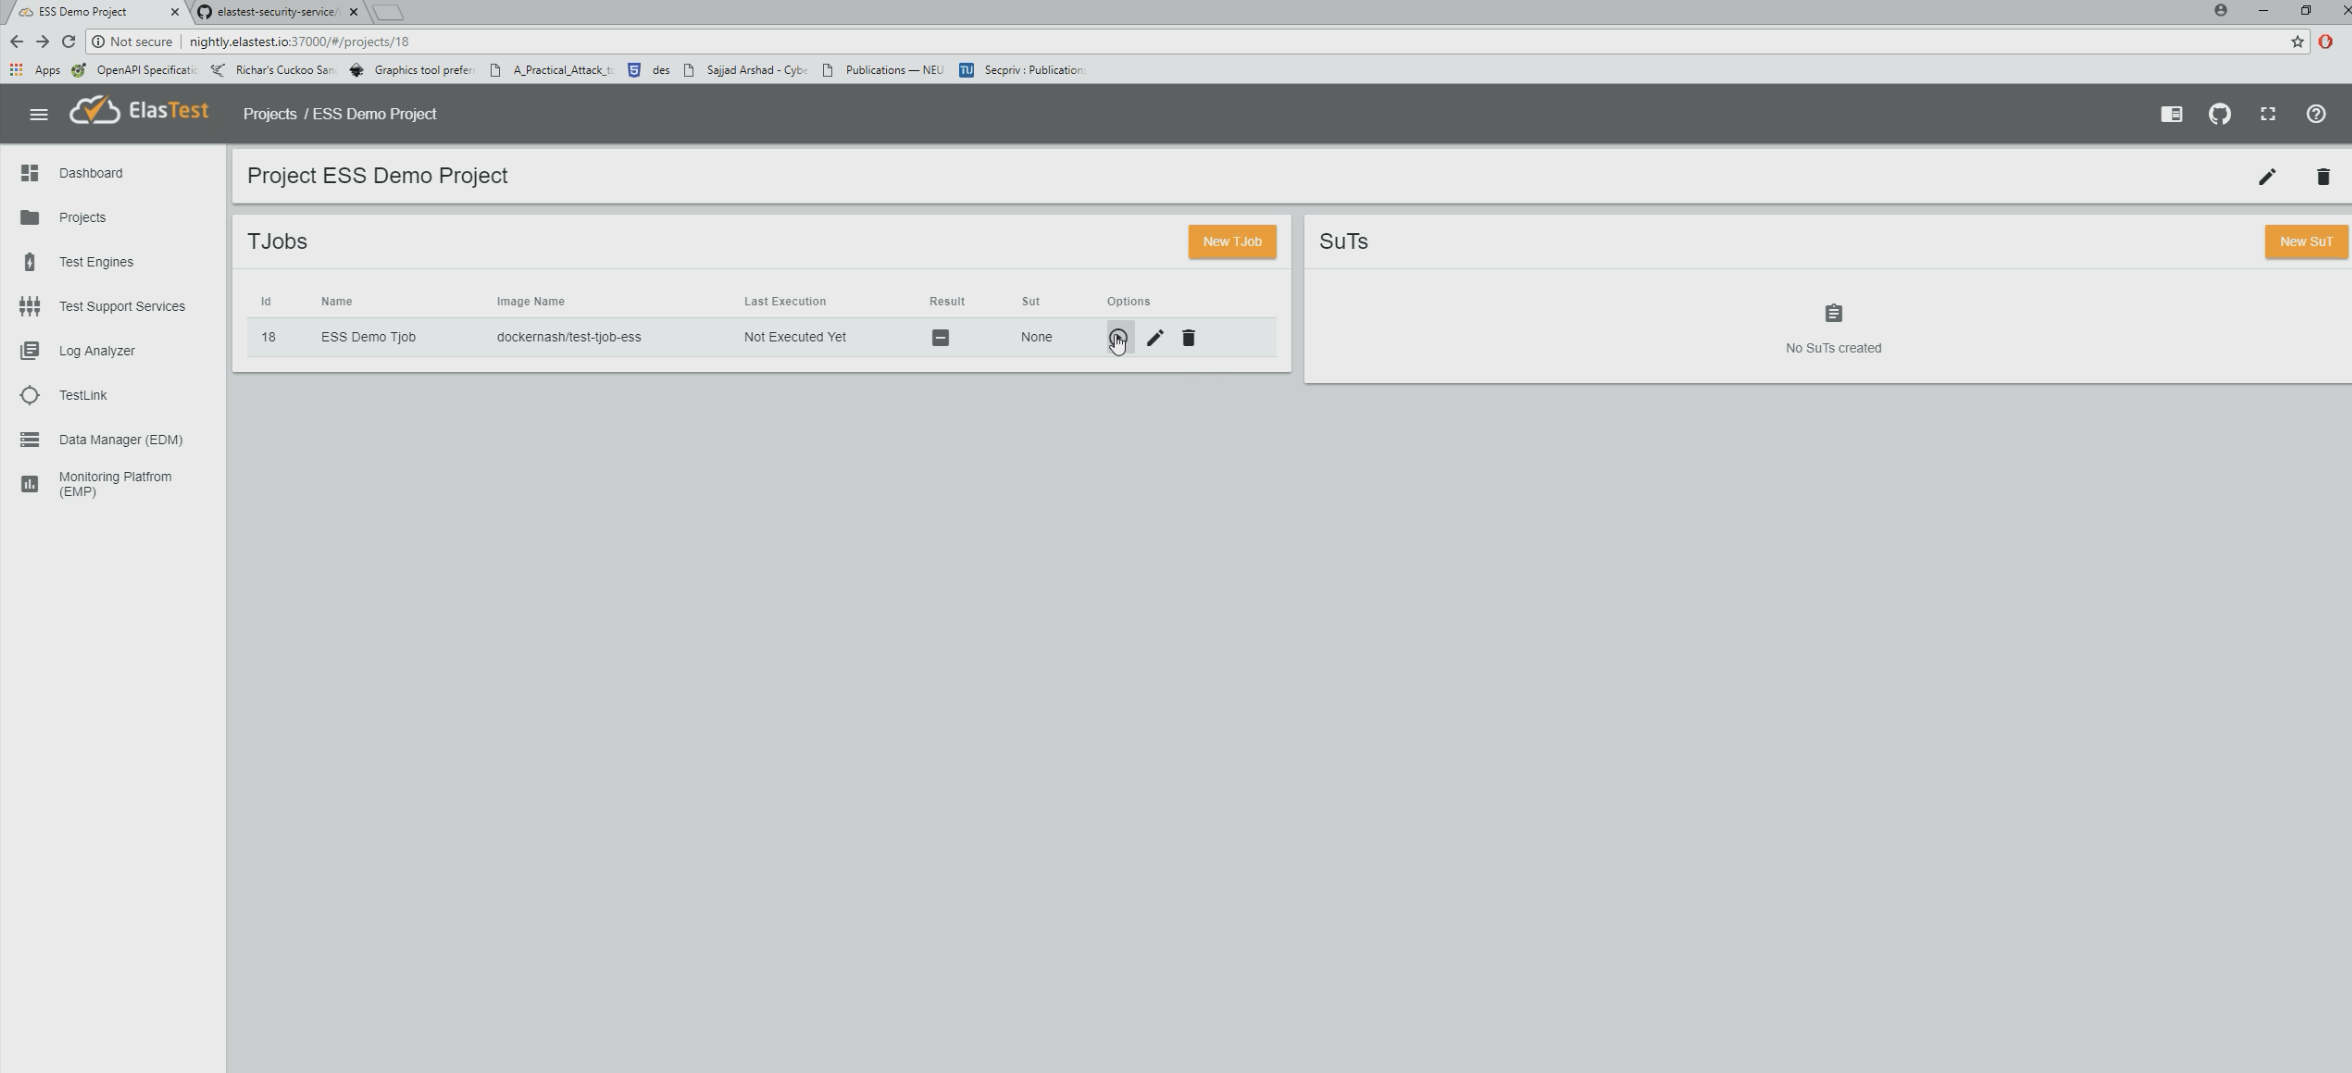 ESS Demo Project
elastest-security-service/
Not secure
nightly.elastest.io:37000/#/projects/18
Apps
OpenAPI Specificatio
Richar's Cuckoo San
Graphics tool prefer
A_Practical_Attack_to
des
Sajjad Arshad - Cybe
Publications — NEU
TU
Secpriv : Publication
ElasTest
Projects / ESS Demo Project
Dashboard
Projects
Test Engines
Test Support Services
Log Analyzer
TestLink
Data Manager (EDM)
Monitoring Platfrom
(EMP)
Project ESS Demo Project
TJobs
New TJob
Id Name Image Name Last Execution Result Sut Options
18 ESS Demo Tjob dockernash/test-tjob-ess Not Executed Yet None
SuTs
New SuT
No SuTs created